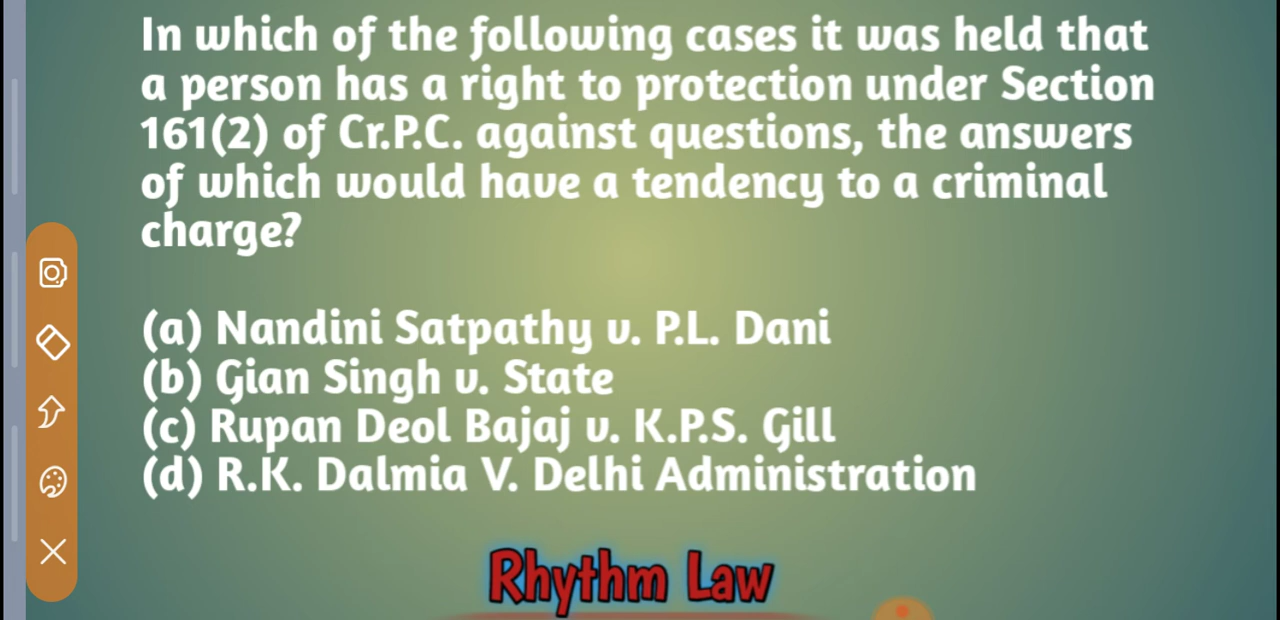 In which of the following cases it was held that
a person has a right to protection under Section
161(2) of Cr.P.C. against questions, the answers
of which would have a tendency to a criminal
charge?
(a) Nandini Satpathy v. P.L. Dani
(b) Gian Singh v. State
(c) Rupan Deol Bajaj v. K.P.S. Gill
(d) R.K. Dalmia V. Delhi Administration
Rhythm Law